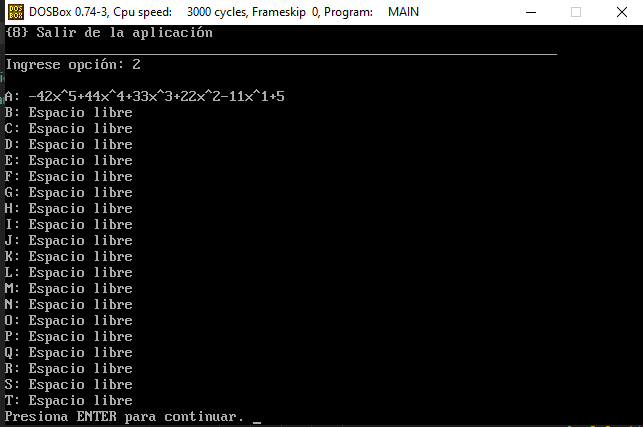 DOS
BOX
DOSBox 0.74-3, Cpu speed: 3000 cycles, Frameskip 0, Program: MAIN
{8} Salir de la aplicación
Ingrese opción: 2
A: -42x^5+44x^4+33x^3+22x^2-11x^1+5
B: Espacio libre
C: Espacio libre
D: Espacio libre
E: Espacio libre
F: Espacio libre
G: Espacio libre
H: Espacio libre
I: Espacio libre
J: Espacio libre
K: Espacio libre
L: Espacio libre
M: Espacio libre
N: Espacio libre
O: Espacio libre
P: Espacio libre
Q: Espacio libre
R: Espacio libre
S: Espacio libre
T: Espacio libre
Presiona ENTER para continuar. _